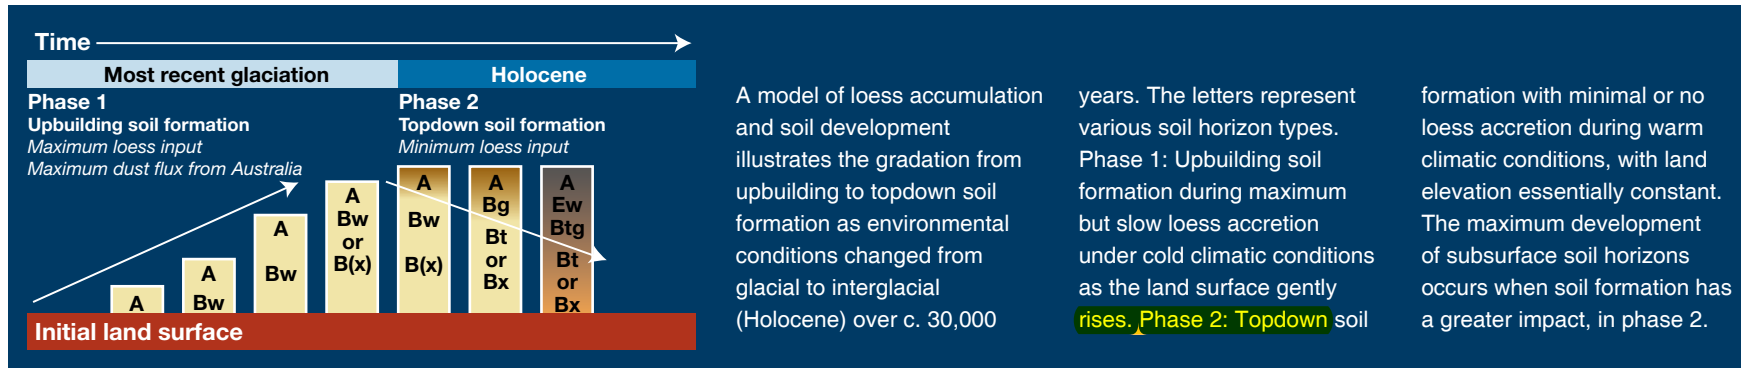 Time
Most recent glaciation
Holocene
Phase 1
Upbuilding soil formation
Maximum loess input
Maximum dust flux from Australia
Phase 2
Topdown soil formation
Minimum loess input
A
A
Bw
A
Bw
A
Bw
or
B(x)
A
Bw
B(x)
A
Bg
Bt
or
Bx
A
Ew
Btg
Bt
or
Bx
Initial land surface
A model of loess accumulation
and soil development
illustrates the gradation from
upbuilding to topdown soil
formation as environmental
conditions changed from
glacial to interglacial
(Holocene) over c. 30,000
years. The letters represent
various soil horizon types.
Phase 1: Upbuilding soil
formation during maximum
but slow loess accretion
under cold climatic conditions
as the land surface gently
rises. Phase 2: Topdown soil
formation with minimal or no
loess accretion during warm
climatic conditions, with land
elevation essentially constant.
The maximum development
of subsurface soil horizons
occurs when soil formation has
a greater impact, in phase 2.